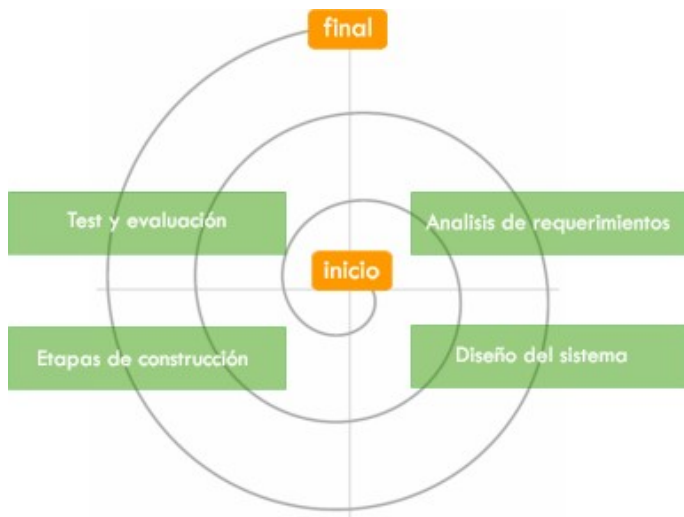 final
Test y evaluación
Analisis de requerimientos
inicio
Etapas de construcción
Diseño del sistema